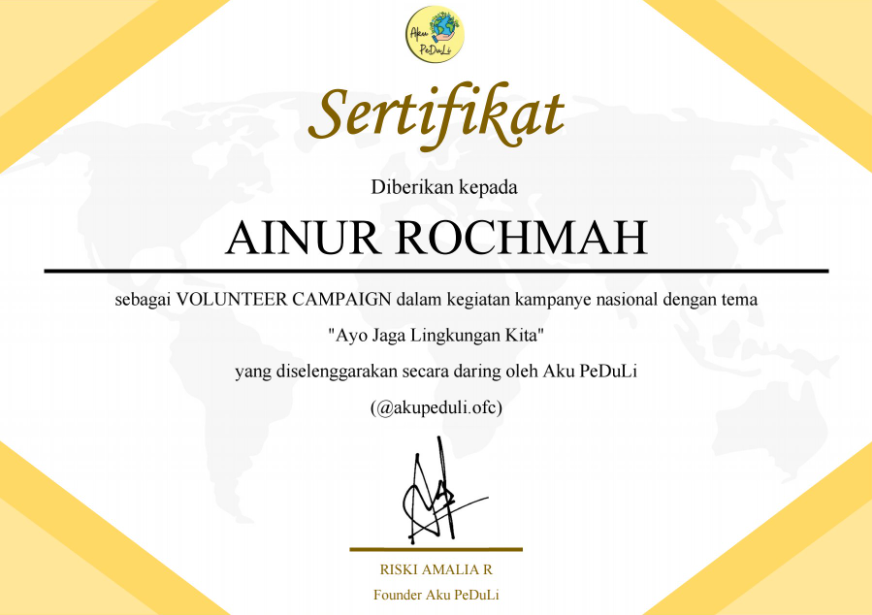 Aku
PeDuLi
Sertifikat
Diberikan kepada
AINUR ROCHMAH
sebagai VOLUNTEER CAMPAIGN dalam kegiatan kampanye nasional dengan tema
"Ayo Jaga Lingkungan Kita"
yang diselenggarakan secara daring oleh Aku PeDuLi
(@akupeduli.ofc)
RISKI AMALIA R
Founder Aku PeDuLi